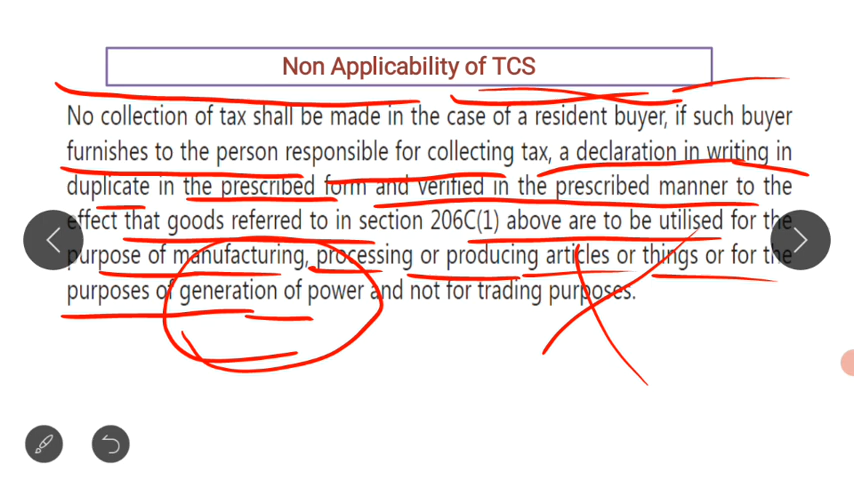 Non Applicability of TCS
No collection of tax shall be made in the case of a resident buyer, if such buyer
furnishes to the person responsible for collecting tax, a declaration in writing in
duplicate in the prescribed form and verified in the prescribed manner to the
effect that goods referred to in section 206C(1) above are to be utilised for the
purpose of manufacturing, processing or producing articles or things or for the
purposes of generation of power and not for trading purposes.